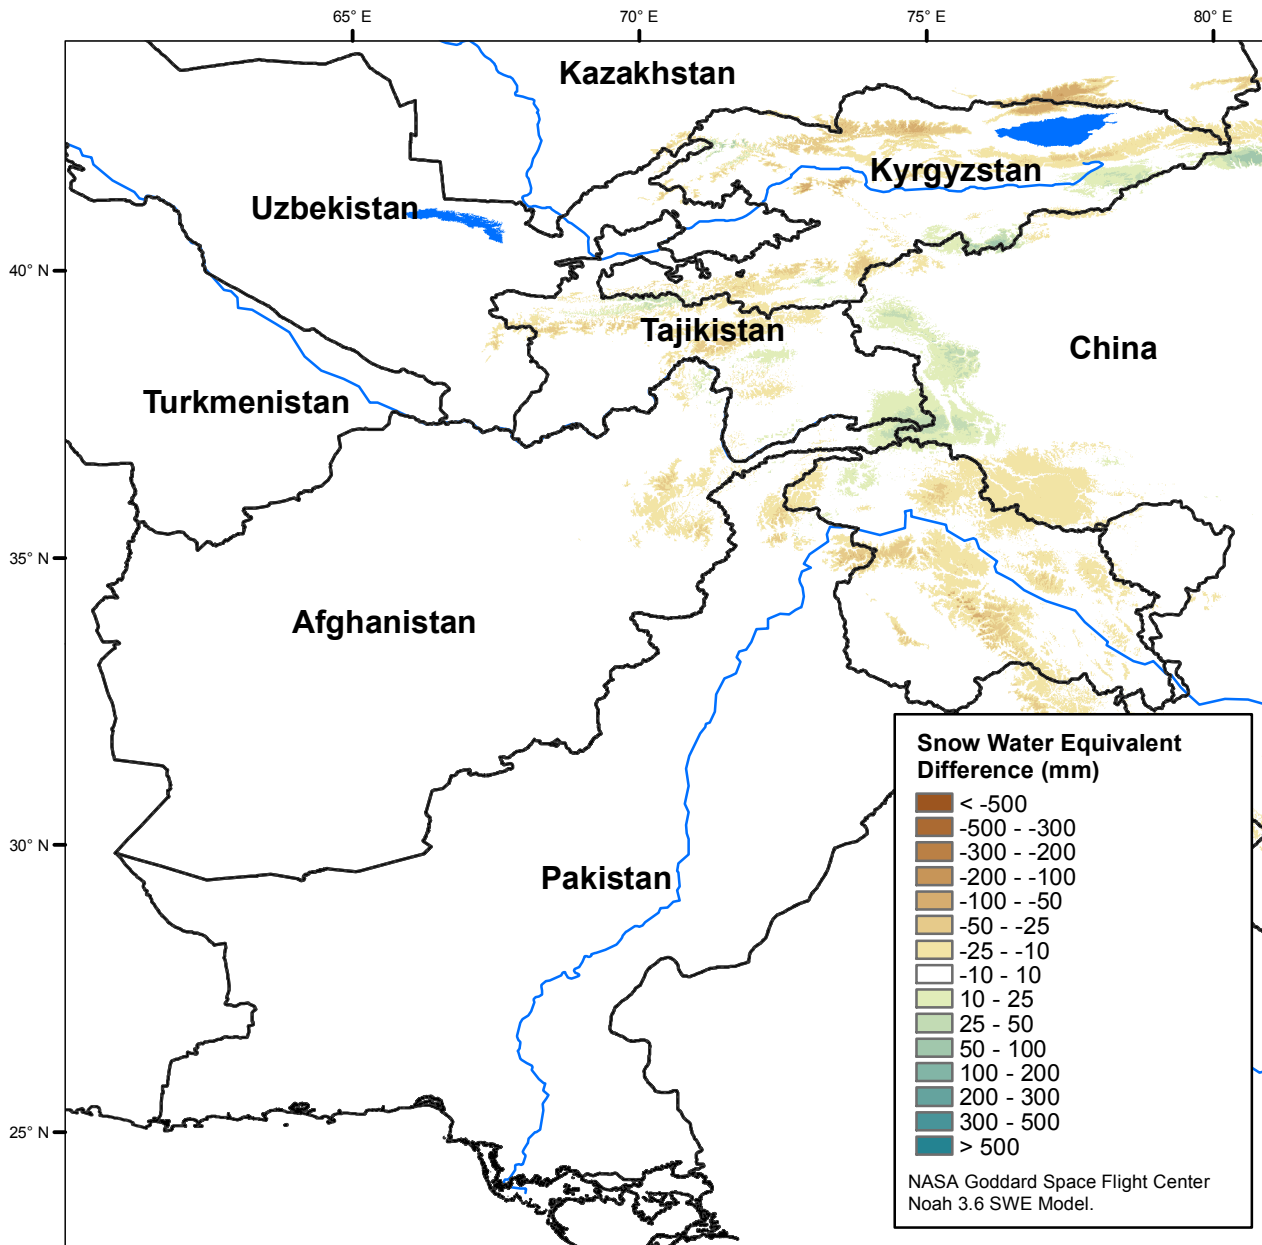 65° E
70° E
75° E
80° E
Kazakhstan
Kyrgyzstan
Uzbekistan
40° N
Tajikistan
China
Turkmenistan
35° N
Afghanistan
Snow Water Equivalent
Difference (mm)
< -500
-500 - -300
-300 - -200
-200 - -100
-100 - -50
-50 - -25
-25 - -10
-10 - 10
10 - 25
25 - 50
50 - 100
100 - 200
200 - 300
300 - 500
> 500
NASA Goddard Space Flight Center
Noah 3.6 SWE Model.
30° N
Pakistan
25° N